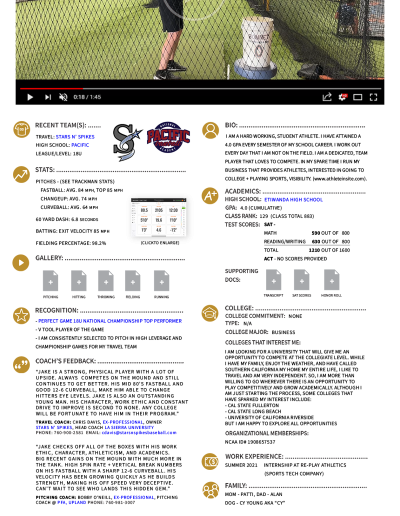 0:18 / 1:45
RECENT TEAM(S): .......
TRAVEL: STARS N' SPIKES
HIGH SCHOOL: PACIFIC
LEAGUE/LEVEL: 18U
PACIFIC
STATS:
PITCHES - (SEE TRACKMAN STATS)
FASTBALL: AVG. 84 MPH, TOP 85 MPH
CHANGEUP: AVG. 74 MPH
CURVEBALL: AVG. 64 MPH
60 YARD DASH: 6.8 SECONDS
BATTING: EXIT VELOCITY 85 MPH
FIELDING PERCENTAGE: 98.2%
(CLICK TO ENLARGE)
GALLERY:
PITCHING
HITTING
THROWING
FIELDING
RUNNING
RECOGNITION:
- PERFECT GAME 16U NATIONAL CHAMPIONSHIP TOP PERFORMER
- V TOOL PLAYER OF THE GAME
- I AM CONSISTENTLY SELECTED TO PITCH IN HIGH LEVERAGE AND
CHAMPIONSHIP GAMES FOR MY TRAVEL TEAM
COACH'S FEEDBACK:
"JAKE IS A STRONG, PHYSICAL PLAYER WITH A LOT OF
UPSIDE. ALWAYS COMPETES ON THE MOUND AND STILL
CONTINUES TO GET BETTER. HIS MID 80'S FASTBALL AND
GOOD 12-6 CURVEBALL, MAKE HIM ABLE TO CHANGE
HITTERS EYE LEVELS. JAKE IS ALSO AN OUTSTANDING
YOUNG MAN. HIS CHARACTER, WORK ETHIC AND CONSTANT
DRIVE TO IMPROVE IS SECOND TO NONE. ANY COLLEGE
WILL BE FORTUNATE TO HAVE HIM IN THEIR PROGRAM."
TRAVEL COACH: CHRIS DAVIS, EX-PROFESSIONAL, OWNER
STARS N' SPIKES, HEAD COACH LA SIERRA UNIVERSITY
"JAKE CHECKS OFF ALL OF THE BOXES WITH HIS WORK
ETHIC, CHARACTER, ATHLETICISM, AND ACADEMICS.
BIG RECENT GAINS ON THE MOUND WITH MUCH MORE IN
THE TANK. HIGH SPIN RATE + VERTICAL BREAK NUMBERS
ON HIS FASTBALL WITH A SHARP 12-6 CURVEBALL. HIS
VELOCITY HAS BEEN GROWING QUICKLY AS HE BUILDS
STRENGTH, MAKING HIS OFF SPEED VERY DECEPTIVE.
CAN'T WAIT TO SEE WHO LANDS THIS HIDDEN GEM."
PITCHING COACH: BOBBY O'NEILL, EX-PROFESSIONAL, PITCHING
COACH @ PFA, UPLAND PHONE: 760-981-3007
BIO:
I AM A HARD WORKING, STUDENT ATHLETE. I HAVE ATTAINED A
4.0 GPA EVERY SEMESTER OF MY SCHOOL CAREER. I WORK OUT
EVERY DAY THAT I AM NOT ON THE FIELD. I AM A DEDICATED, TEAM
PLAYER THAT LOVES TO COMPETE. IN MY SPARE TIME I RUN MY
BUSINESS THAT PROVIDES ATHLETES, INTERESTED IN GOING TO
COLLEGE + PLAYING SPORTS, VISIBILITY (www.athleteinsite.com).
ACADEMICS:
HIGH SCHOOL: ETIWANDA HIGH SCHOOL
GPA: 4.0 (CUMULATIVE)
CLASS RANK: 129 (CLASS TOTAL 883)
TEST SCORES: SAT -
MATH 590 OUT OF 800
READING/WRITING 630 OUT OF 800
TOTAL 1210 OUT OF 1600
ACT - NO SCORES PROVIDED
SUPPORTING
DOCS:
TRANSCRIPT
SAT SCORES
HONOR ROLL
COLLEGE:
COLLEGE COMMITMENT: NONE
TYPE: N/A
COLLEGE MAJOR: BUSINESS
COLLEGES THAT INTEREST ME:
I AM LOOKING FOR A UNIVERSITY THAT WILL GIVE ME AN
OPPORTUNITY TO COMPETE AT THE COLLEGIATE LEVEL. WHILE
I HAVE FAMILY, ENJOY THE WEATHER, AND HAVE CALLED
SOUTHERN CALIFORNIA MY HOME MY ENTIRE LIFE, I LIKE TO
TRAVEL AND AM VERY INDEPENDENT. SO, I AM MORE THAN
WILLING TO GO WHEREVER THERE IS AN OPPORTUNITY TO
PLAY COMPETITIVELY AND GROW ACADEMICALLY. ALTHOUGH I
AM JUST STARTING THE PROCESS, SOME COLLEGES THAT
HAVE SPARKED MY INTEREST INCLUDE:
- CAL STATE FULLERTON
- CAL STATE LONG BEACH
- UNIVERSITY OF CALIFORNIA RIVERSIDE
BUT I AM HAPPY TO EXPLORE ALL OPPORTUNITIES
ORGANIZATIONAL MEMBERSHIPS:
NCAA ID# 1908657537
WORK EXPERIENCE:
SUMMER 2021 INTERNSHIP AT RE-PLAY ATHLETICS
(SPORTS TECH COMPANY)
FAMILY:
MOM - PATTI, DAD - ALAN
DOG - CY YOUNG AKA "CY"